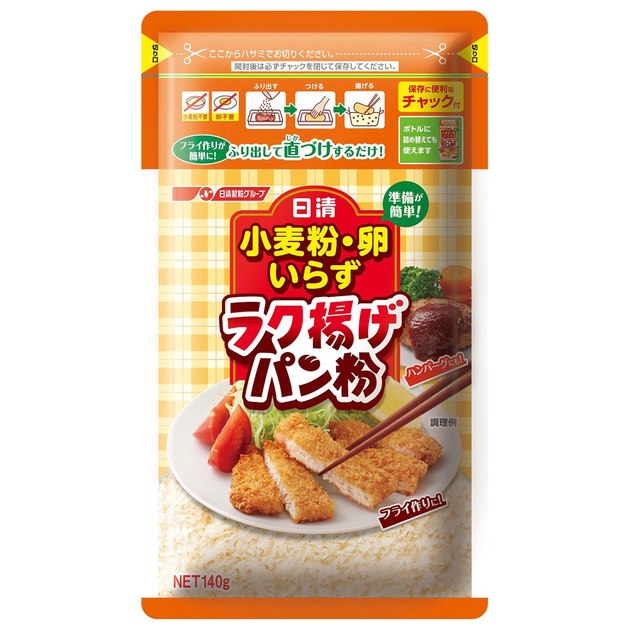 ここからハサミでお切りください。
開封後は必ずチャックを閉じて保存してください。
ふり出す
つける
揚げる
小麦粉不要
卵不要
保存に便利な
チャック付
ボトルに
詰め替えても
使えます
フライ作りが
簡単に!
ふり出して直づけするだけ!
じか
日清製粉グループ
準備が
簡単!
日清
小麦粉・卵
いらず
ラク揚げ
パン粉
ハンバーグにも!
調理例
フライ作りに!
NET140g